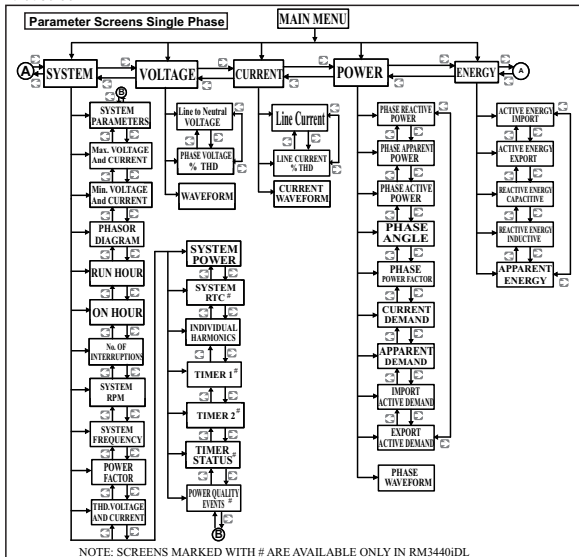 Parameter Screens Single Phase
MAIN MENU
A
SYSTEM
VOLTAGE
CURRENT
POWER
ENERGY
A
B
SYSTEM
PARAMETERS
Max. VOLTAGE
And CURRENT
Min. VOLTAGE
And CURRENT
PHASOR
DIAGRAM
RUN HOUR
ON HOUR
No. OF
INTERRUPTIONS
SYSTEM
RPM
SYSTEM
FREQUENCY
POWER
FACTOR
THD.VOLTAGE
AND CURRENT
SYSTEM
POWER
SYSTEM
RTC #
INDIVIDUAL
HARMONICS
TIMER 1#
TIMER 2#
TIMER
STATUS#
POWER QUALITY
EVENTS #
B
Line to Neutral
VOLTAGE
PHASE VOLTAGE
% THD
WAVEFORM
Line Current
LINE CURRENT
% THD
CURRENT
WAVEFORM
PHASE REACTIVE
POWER
PHASE APPARENT
POWER
PHASE ACTIVE
POWER
PHASE
ANGLE
PHASE
POWER FACTOR
CURRENT
DEMAND
APPARENT
DEMAND
IMPORT
ACTIVE DEMAND
EXPORT
ACTIVE DEMAND
PHASE
WAVEFORM
ACTIVE ENERGY
IMPORT
ACTIVE ENERGY
EXPORT
REACTIVE ENERGY
CAPACITIVE
REACTIVE ENERGY
INDUCTIVE
APPARENT
ENERGY
NOTE: SCREENS MARKED WITH # ARE AVAILABLE ONLY IN RM3440iDL